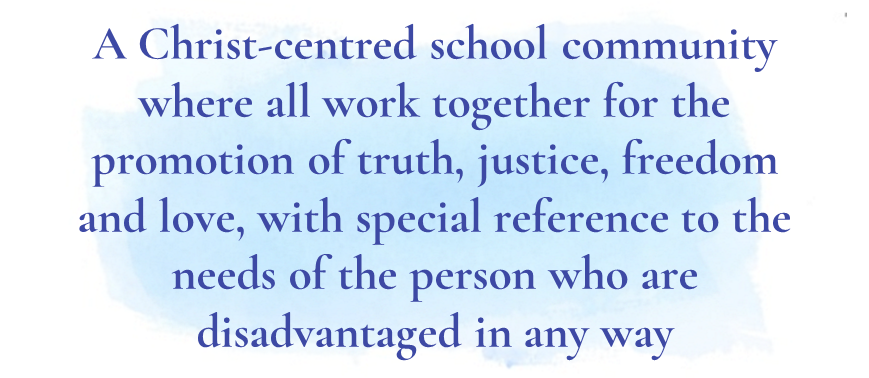 A Christ-centred school community
where all work together for the
promotion of truth, justice, freedom
and love, with special reference to the
needs of the person who are
disadvantaged in any way